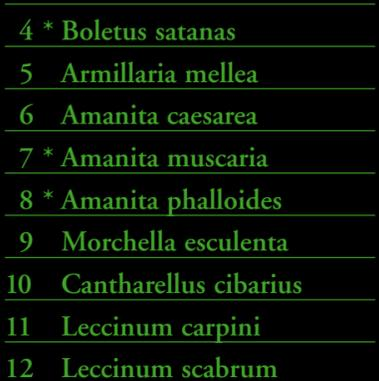 4 * Boletus satanas
5 Armillaria mellea
6 Amanita caesarea
7 * Amanita muscaria
8 * Amanita phalloides
9 Morchella esculenta
10 Cantharellus cibarius
11 Leccinum carpini
12 Leccinum scabrum